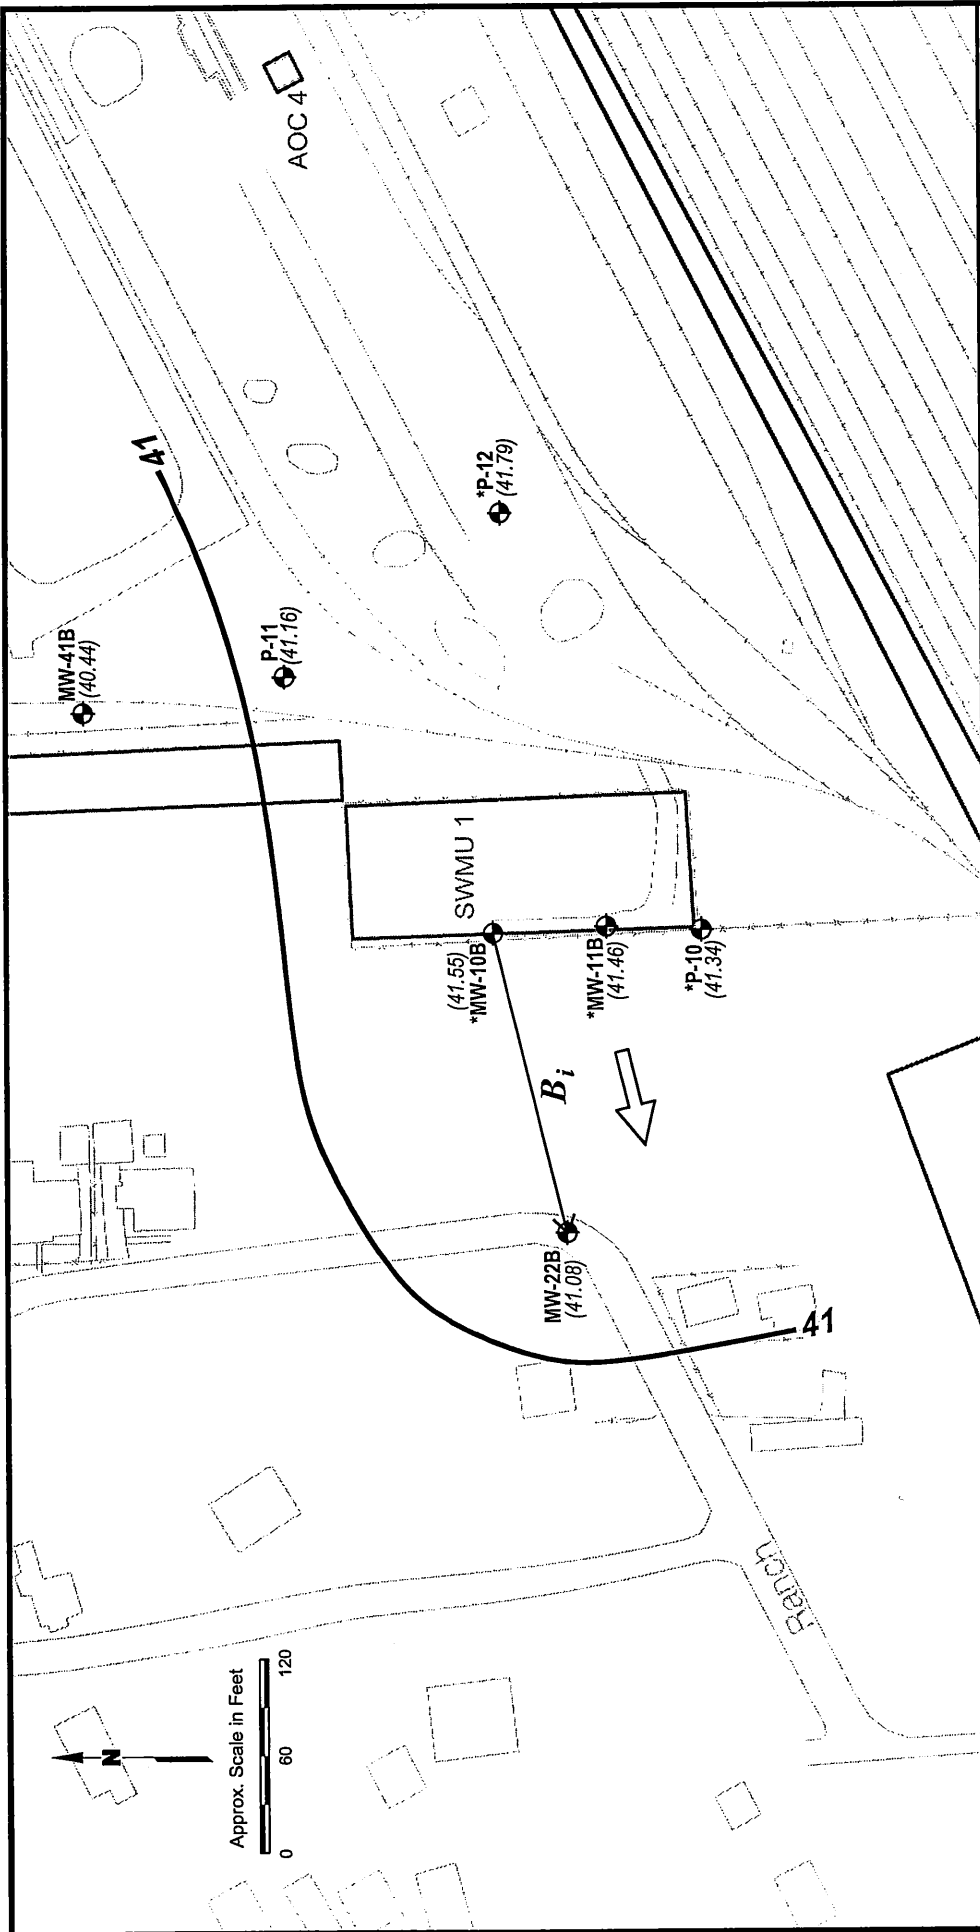 AOC 4
41
*P-12
(41.79)
P-11
(41.16)
MW-41B
(40.44)
SWMU 1
(41.55)
*MW-10B
*MW-11B
(41.46)
*P-10
(41.34)
B_i
MW-22B
(41.08)
41
Ranch
N
Approx. Scale in Feet
0 60 120